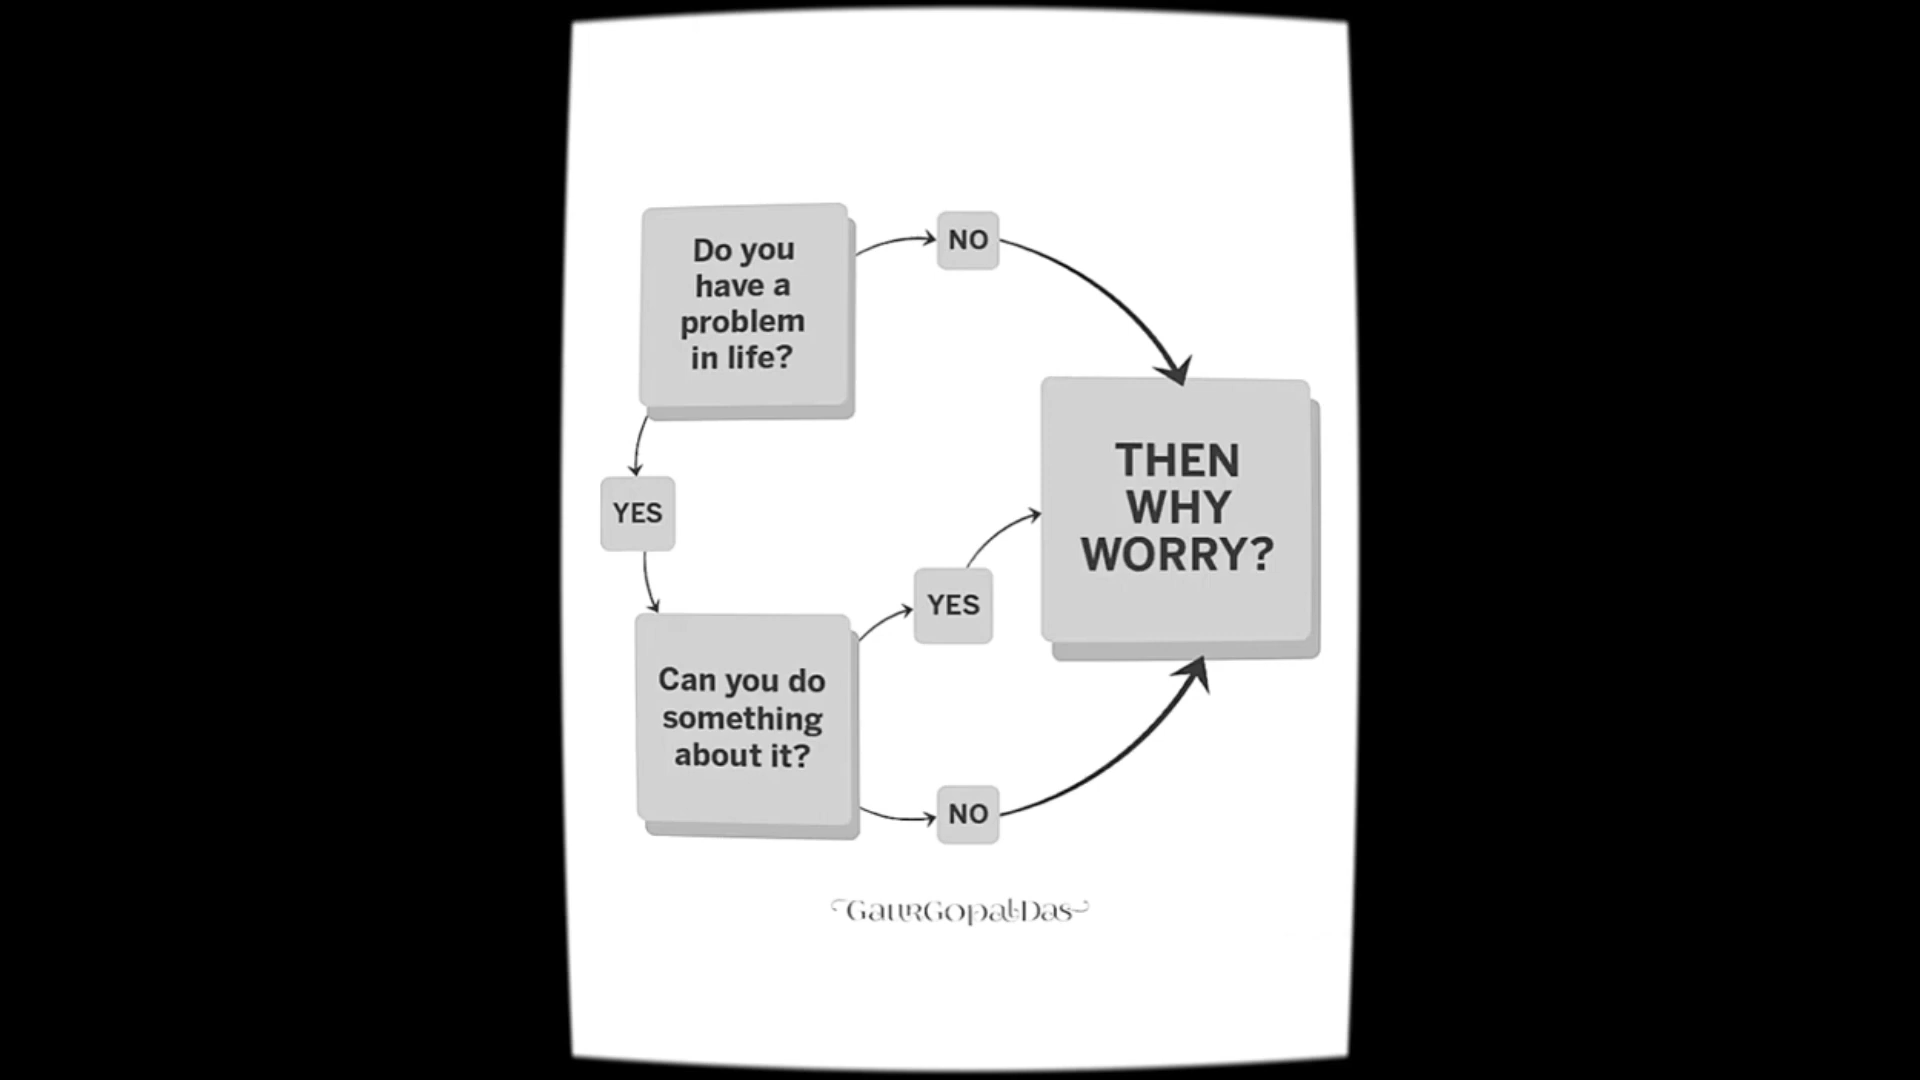 Do you
have a
problem
in life?
NO
YES
THEN
WHY
WORRY?
YES
Can you do
something
about it?
NO
GaurGopalDas